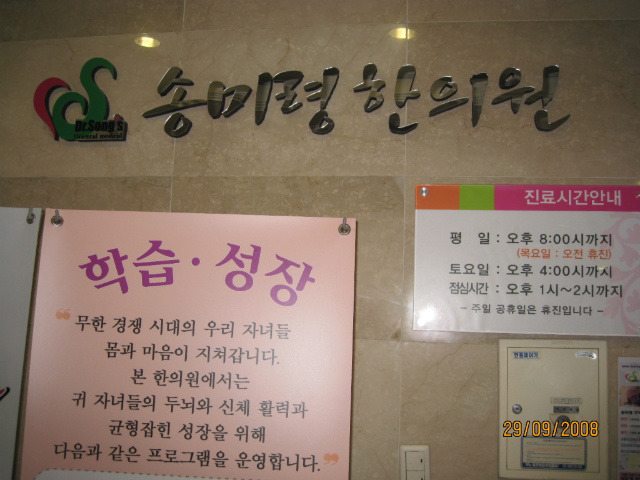 송미령한의원
Dr.Song's
진료시간안내
평 일 : 오후 8:00시까지
(목요일 : 오전 휴진)
토요일 : 오후 4:00시까시
점심시간 : 오후 1시~2시까지
- 주일 공휴일은 휴진입니다 -
학습·성장
“ 무한 경쟁 시대의 우리 자녀들
몸과 마음이 지쳐갑니다.
본 한의원에서는
귀 자녀들의 두뇌와 신체 활력과
균형잡힌 성장을 위해
다음과 같은 프로그램을 운영합니다. ”
29/09/2008